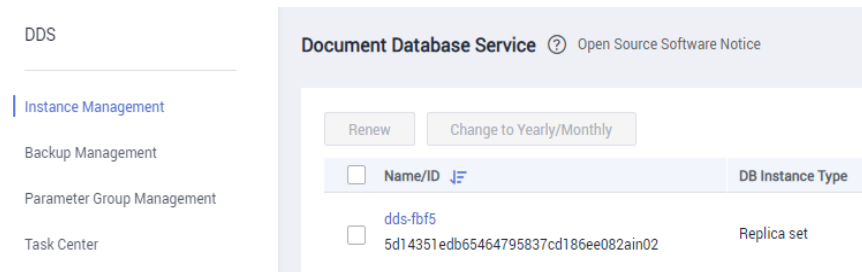 DDS
Instance Management
Backup Management
Parameter Group Management
Task Center
Document Database Service ? Open Source Software Notice
Renew Change to Yearly/Monthly
Name/ID DB Instance Type
dds-fbf5
5d14351edb65464795837cd186ee082ain02 Replica set